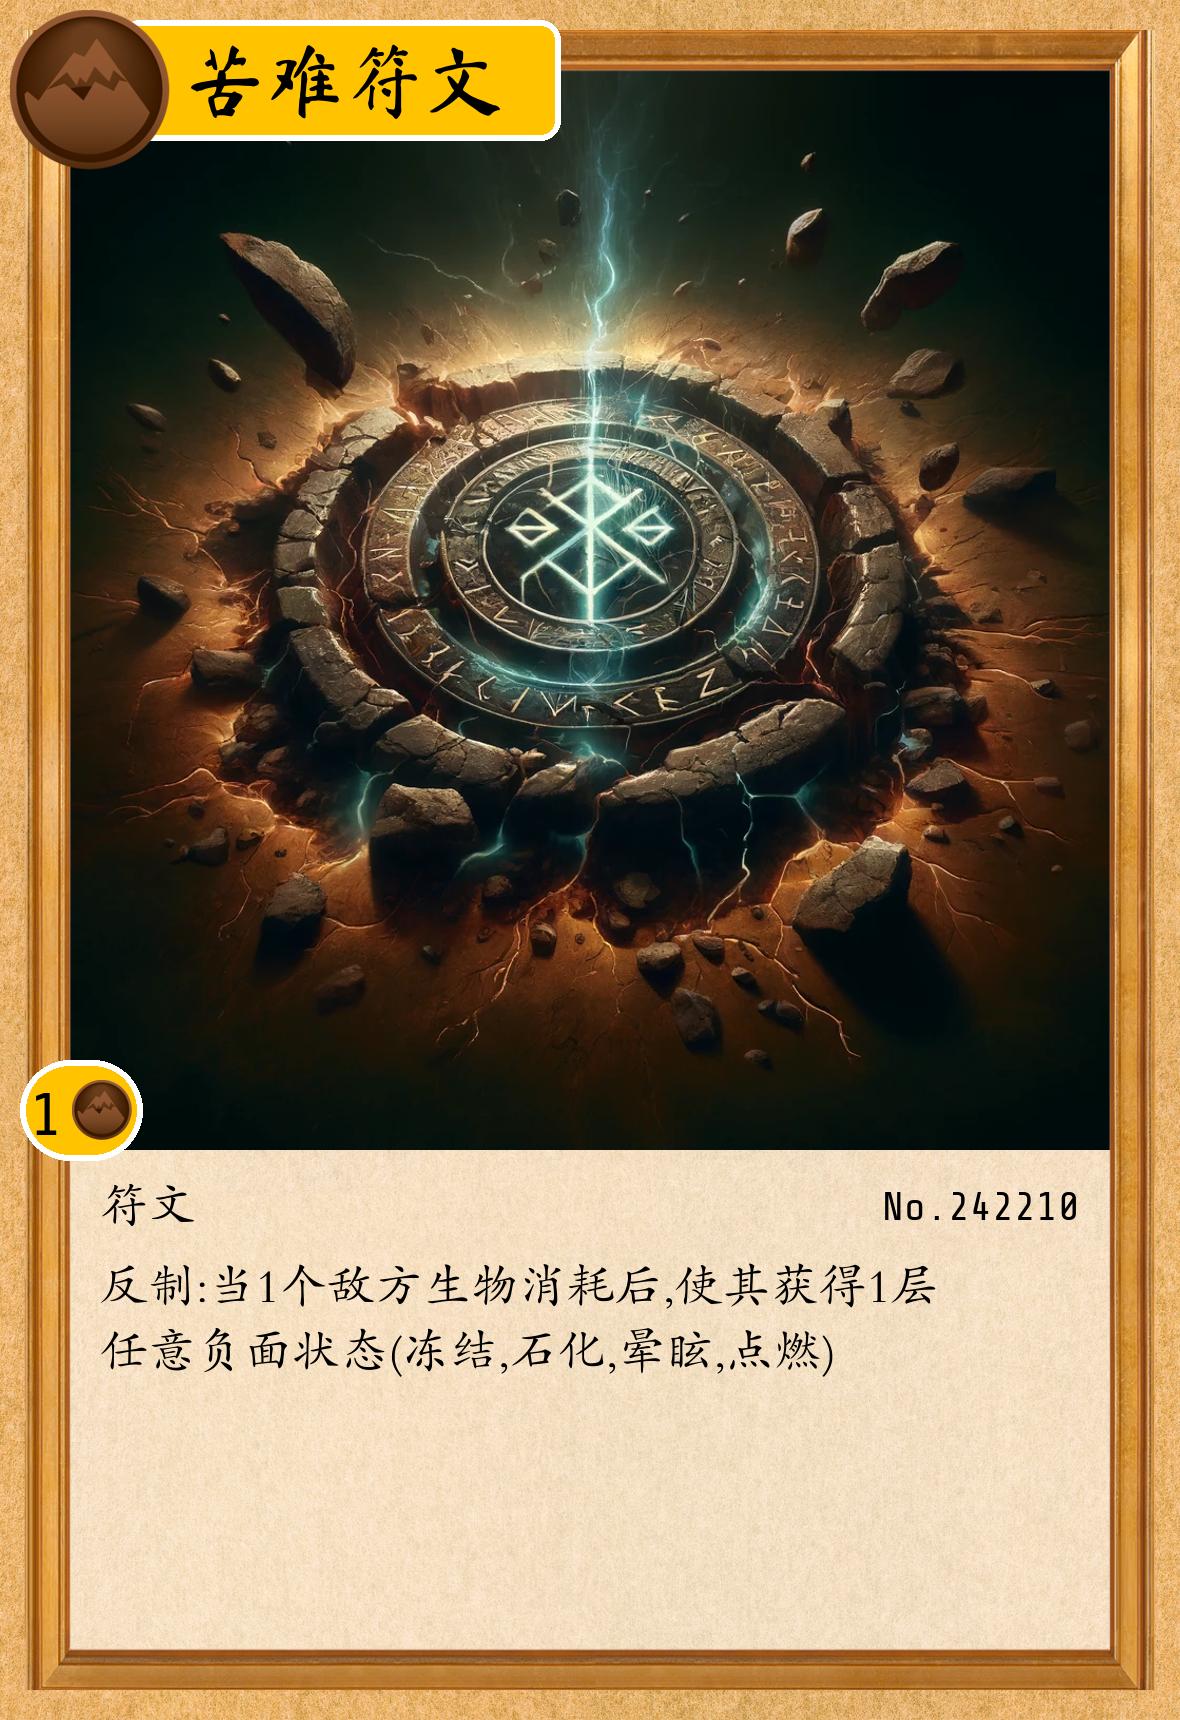 苦难符文
1
符文
No.242210
反制:当1个敌方生物消耗后,使其获得1层
任意负面状态(冻结,石化,晕眩,点燃)